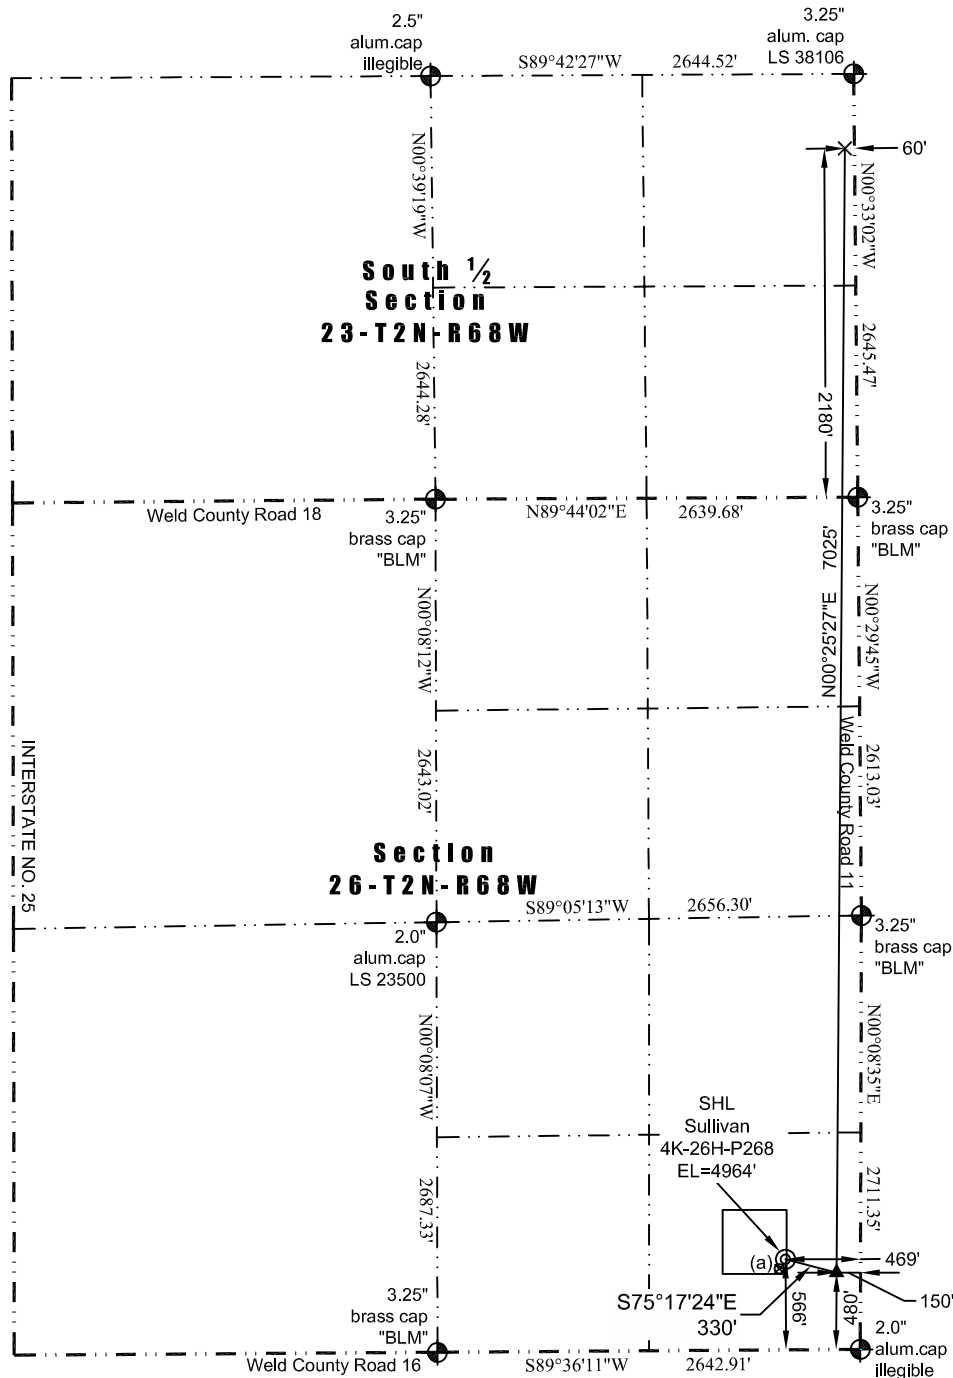 2.5"
alum.cap
illegible
3.25"
alum. cap
LS 38106
S89°42'27"W 2644.52'
60'
N00°39'19"W
N00°33'02"W
South ½
Section
23-T2N-R68W
2644.28'
2645.47'
2180'
Weld County Road 18
3.25"
brass cap
"BLM"
N89°44'02"E 2639.68'
3.25"
brass cap
"BLM"
N00°25'27"E 7025'
N00°08'12"W
N00°29'45"W
INTERSTATE NO. 25
2643.02'
Weld County Road 11
2613.03'
Section
26-T2N-R68W
S89°05'13"W 2656.30'
2.0"
alum.cap
LS 23500
3.25"
brass cap
"BLM"
N00°08'07"W
N00°08'35"E
SHL
Sullivan
4K-26H-P268
EL=4964'
2687.33'
2711.35'
(a)
469'
S75°17'24"E
330'
566'
480'
150'
3.25"
brass cap
"BLM"
2.0"
alum.cap
illegible
Weld County Road 16
S89°36'11"W 2642.91'